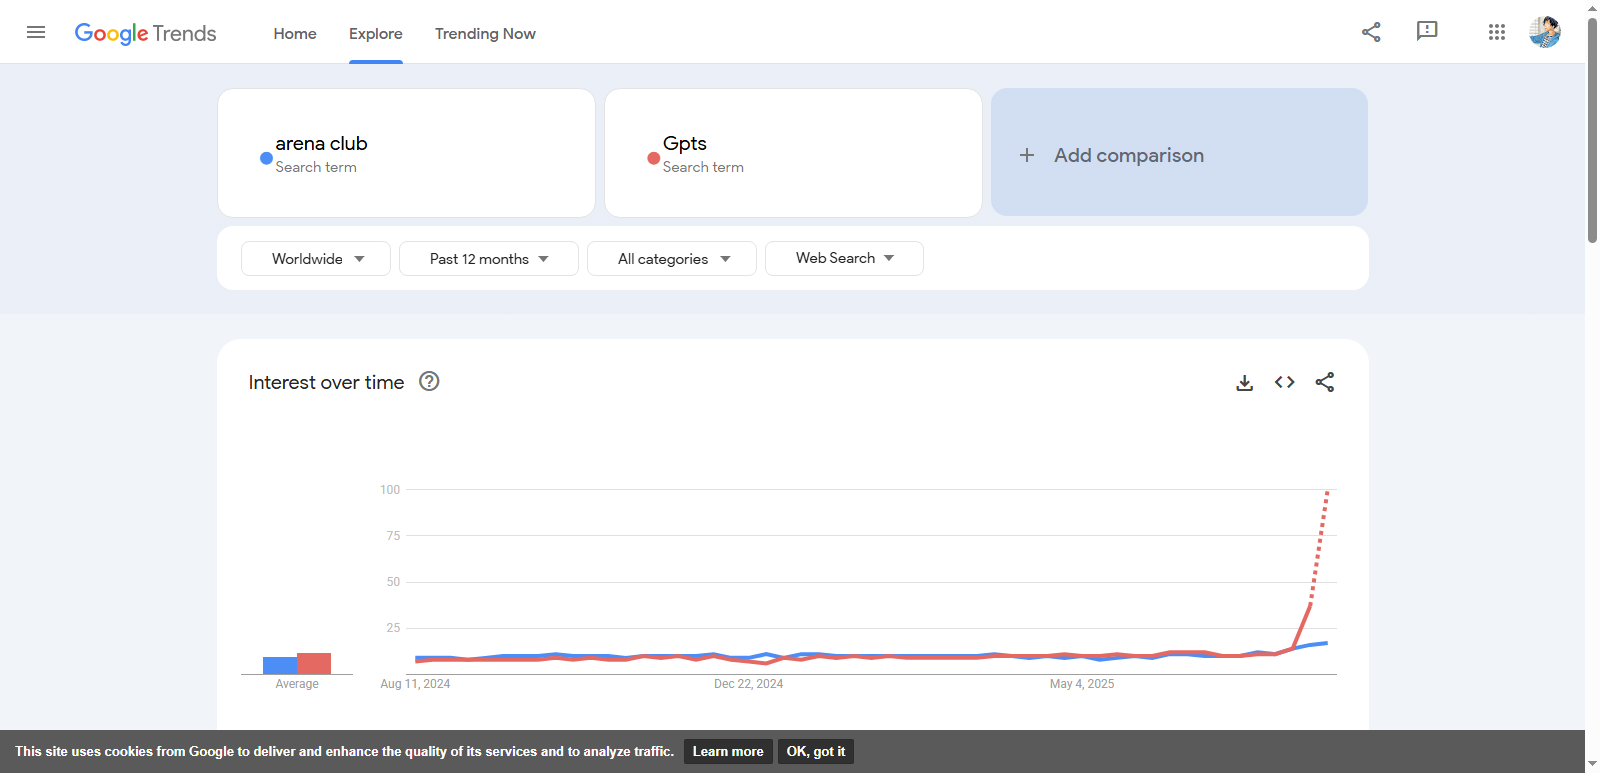 Google Trends
Home
Explore
Trending Now
arena club
Search term
Gpts
Search term
+ Add comparison
Worldwide
Past 12 months
All categories
Web Search
Interest over time
100
75
50
25
Average
Aug 11, 2024
Dec 22, 2024
May 4, 2025
This site uses cookies from Google to deliver and enhance the quality of its services and to analyze traffic.
Learn more
OK, got it